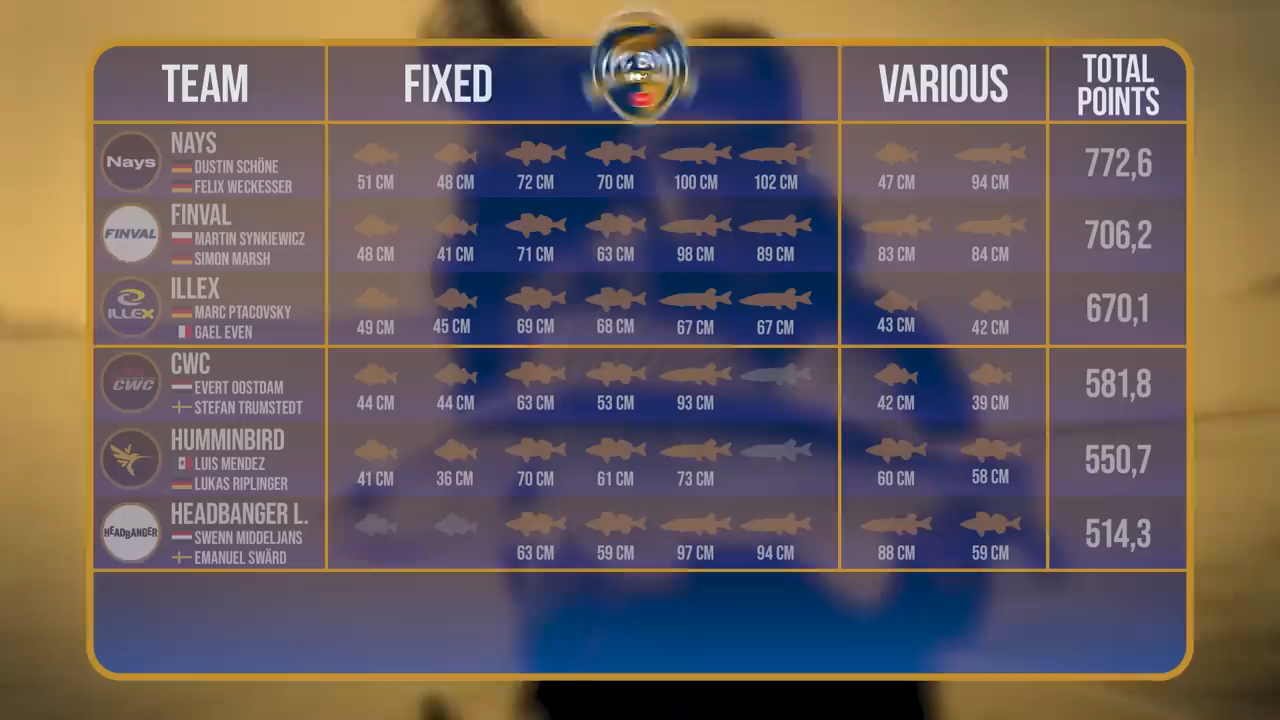 TEAM FIXED VARIOUS TOTAL POINTS
Nays NAYS
DUSTIN SCHÖNE
FELIX WECKESSER
51 CM 48 CM 72 CM 70 CM 100 CM 102 CM 47 CM 94 CM 772,6
FINVAL FINVAL
MARTIN SYNKIEWICZ
SIMON MARSH
48 CM 41 CM 71 CM 63 CM 98 CM 89 CM 83 CM 84 CM 706,2
ILLEX ILLEX
MARC PTACOVSKY
GAEL EVEN
49 CM 45 CM 69 CM 68 CM 67 CM 67 CM 43 CM 42 CM 670,1
CWC CWC
EVERT OOSTDAM
STEFAN TRUMSTEDT
44 CM 44 CM 63 CM 53 CM 93 CM 42 CM 39 CM 581,8
HUMMINBIRD
LUIS MENDEZ
LUKAS RIPLINGER
41 CM 36 CM 70 CM 61 CM 73 CM 60 CM 58 CM 550,7
HEADBANGER HEADBANGER L.
SWENN MIDDELJANS
EMANUEL SWÄRD
63 CM 59 CM 97 CM 94 CM 88 CM 59 CM 514,3